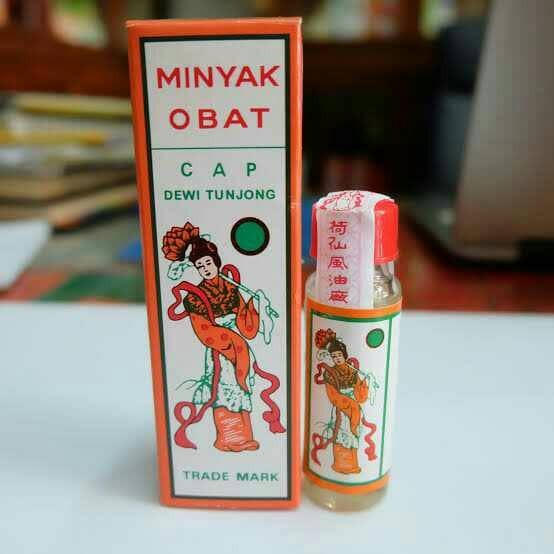 MINYAK
OBAT
CAP
DEWI TUNJONG
TRADE MARK
荷仙風油廠